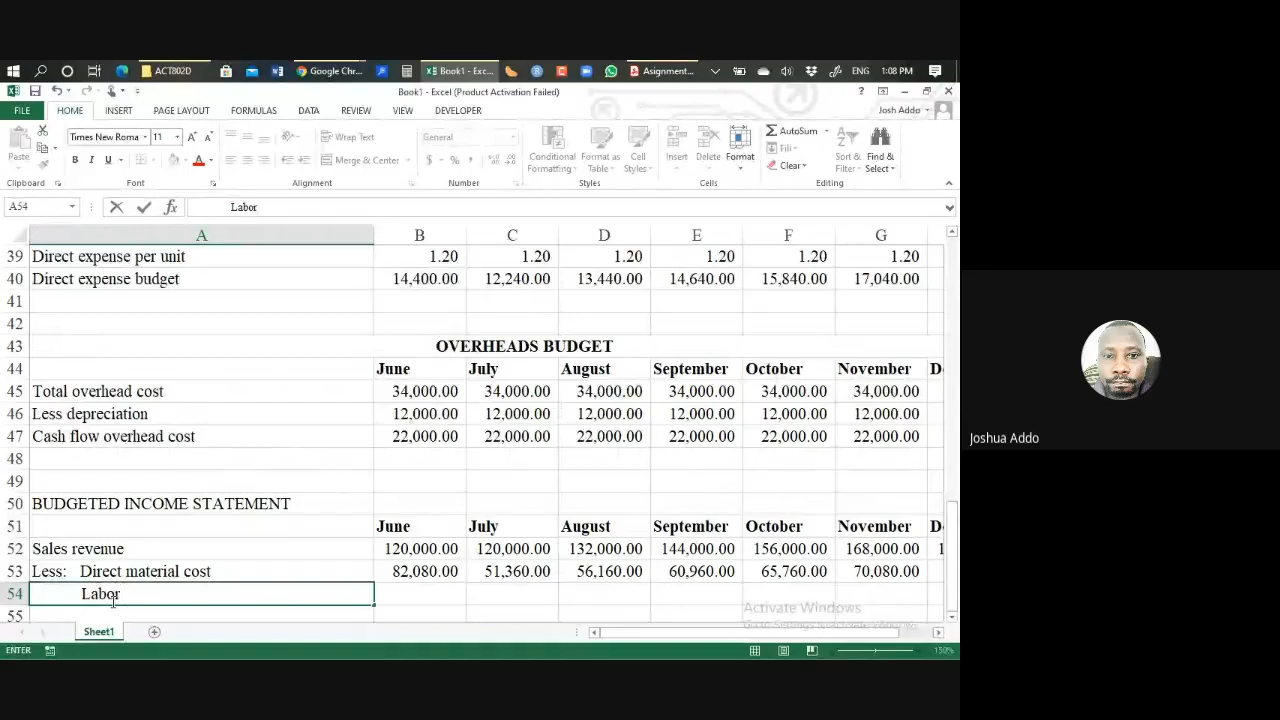 ACT802D Google Chr... Book1 - Exc... Asignment... ENG 1:08 PM
Book1 - Excel (Product Activation Failed) ?
FILE HOME INSERT PAGE LAYOUT FORMULAS DATA REVIEW VIEW DEVELOPER Josh Addo
Paste Times New Roma 11 A A Wrap Text General Conditional Formatting Format as Table Cell Styles Insert Delete Format AutoSum Fill Clear Sort & Filter Find & Select
B I U A Merge & Center $ % ,
Clipboard Font Alignment Number Styles Cells Editing
A54 fx Labor
A B C D E F G
39 Direct expense per unit 1.20 1.20 1.20 1.20 1.20 1.20
40 Direct expense budget 14,400.00 12,240.00 13,440.00 14,640.00 15,840.00 17,040.00
41
42
43 OVERHEADS BUDGET
44 June July August September October November D
45 Total overhead cost 34,000.00 34,000.00 34,000.00 34,000.00 34,000.00 34,000.00
46 Less depreciation 12,000.00 12,000.00 12,000.00 12,000.00 12,000.00 12,000.00
47 Cash flow overhead cost 22,000.00 22,000.00 22,000.00 22,000.00 22,000.00 22,000.00
48
49
50 BUDGETED INCOME STATEMENT
51 June July August September October November D
52 Sales revenue 120,000.00 120,000.00 132,000.00 144,000.00 156,000.00 168,000.00 1
53 Less: Direct material cost 82,080.00 51,360.00 56,160.00 60,960.00 65,760.00 70,080.00
54 Labor
55
Activate Windows
Sheet1
ENTER 150%
Joshua Addo